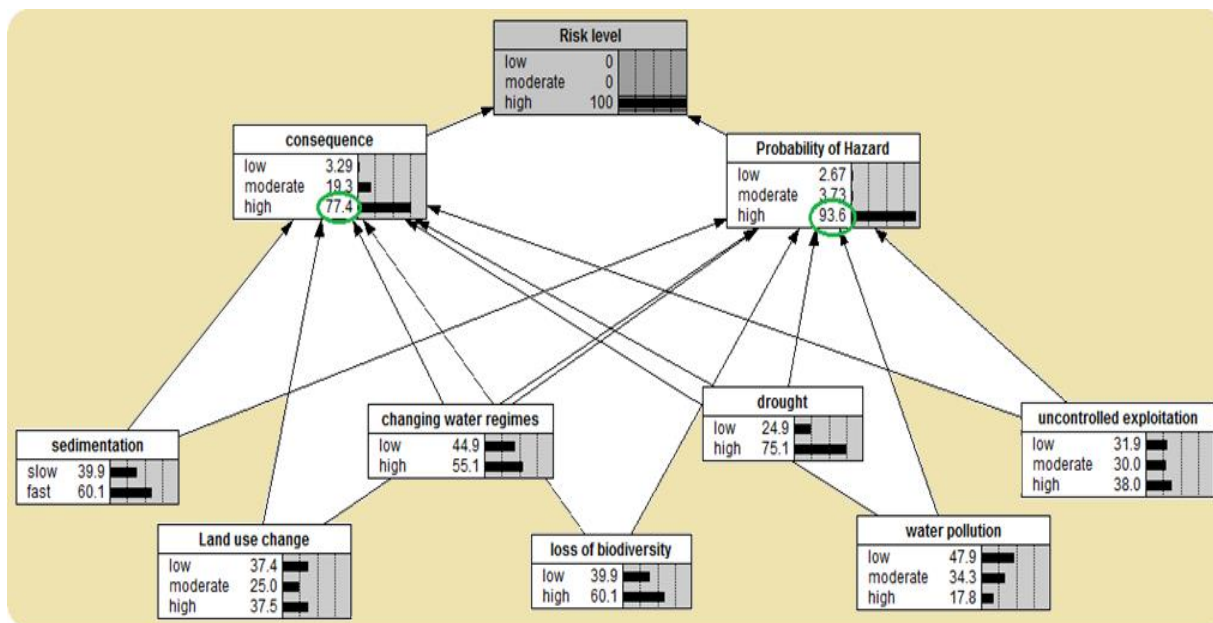 Risk level
low 0
moderate 0
high 100
consequence
low 3.29
moderate 19.3
high 77.4
Probability of Hazard
low 2.67
moderate 3.73
high 93.6
changing water regimes
low 44.9
high 55.1
drought
low 24.9
high 75.1
uncontrolled exploitation
low 31.9
moderate 30.0
high 38.0
sedimentation
slow 39.9
fast 60.1
Land use change
low 37.4
moderate 25.0
high 37.5
loss of biodiversity
low 39.9
high 60.1
water pollution
low 47.9
moderate 34.3
high 17.8